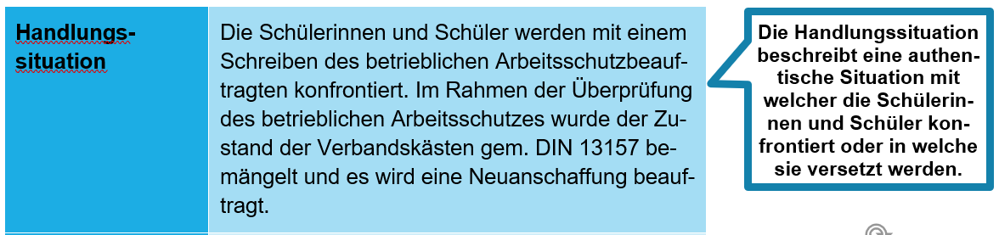 Handlungs-
situation
Die Schülerinnen und Schüler werden mit einem
Schreiben des betrieblichen Arbeitsschutzbeauf-
tragten konfrontiert. Im Rahmen der Überprüfung
des betrieblichen Arbeitsschutzes wurde der Zu-
stand der Verbandskästen gem. DIN 13157 be-
mängelt und es wird eine Neuanschaffung beauf-
tragt.
Die Handlungssituation
beschreibt eine authen-
tische Situation mit
welcher die Schülerin-
nen und Schüler kon-
frontiert oder in welche
sie versetzt werden.